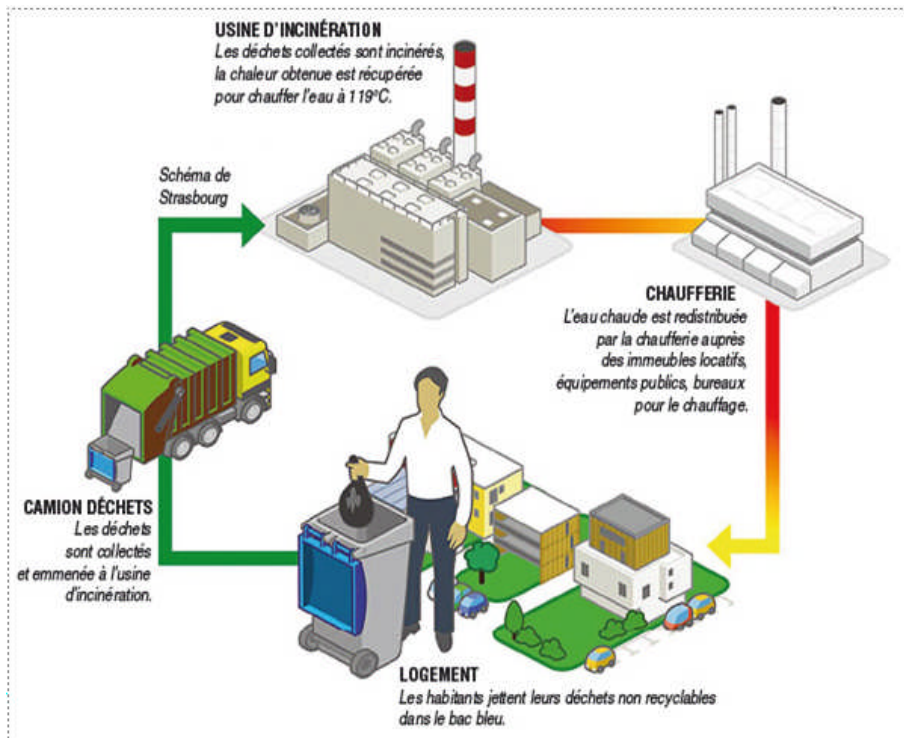 USINE D'INCINÉRATION
Les déchets collectés sont incinérés,
la chaleur obtenue est récupérée
pour chauffer l'eau à 119ºC.
Schéma de
Strasbourg
CHAUFFERIE
L'eau chaude est redistribuée
par la chaufferie auprès
des immeubles locatifs,
équipements publics, bureaux
pour le chauffage.
CAMION DÉCHETS
Les déchets
sont collectés
et emmenée à l'usine
d'incinération.
LOGEMENT
Les habitants jettent leurs déchets non recyclables
dans le bac bleu.